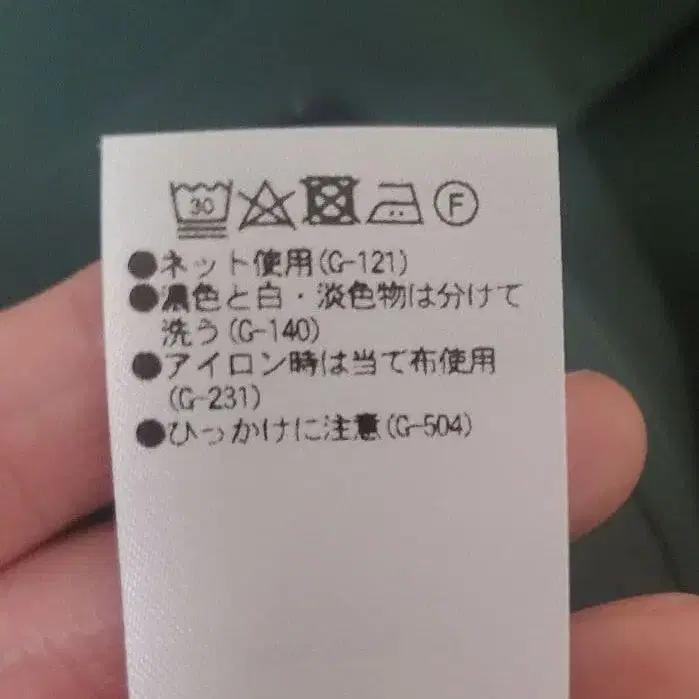 30 F
●ネット使用(G-121)
●濃色と白・淡色物は分けて
洗う(G-140)
●アイロン時は当て布使用
(G-231)
●ひっかけに注意(G-504)